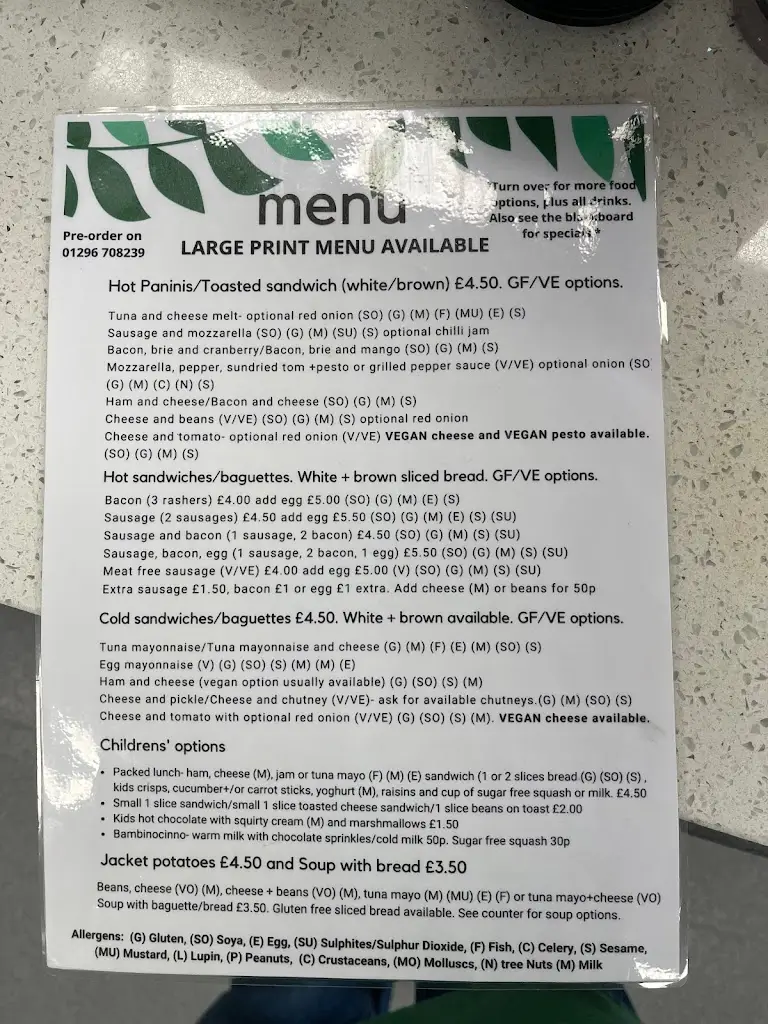 menu
*Turn over for more food
options, plus all drinks.
Also see the blackboard
for specials*
Pre-order on
01296 708239
LARGE PRINT MENU AVAILABLE
Hot Paninis/Toasted sandwich (white/brown) £4.50. GF/VE options.
Tuna and cheese melt- optional red onion (SO) (G) (M) (F) (MU) (E) (S)
Sausage and mozzarella (SO) (G) (M) (SU) (S) optional chilli jam
Bacon, brie and cranberry/Bacon, brie and mango (SO) (G) (M) (S)
Mozzarella, pepper, sundried tom +pesto or grilled pepper sauce (V/VE) optional onion (SO
(G) (M) (C) (N) (S)
Ham and cheese/Bacon and cheese (SO) (G) (M) (S)
Cheese and beans (V/VE) (SO) (G) (M) (S) optional red onion
Cheese and tomato- optional red onion (V/VE) VEGAN cheese and VEGAN pesto available.
(SO) (G) (M) (S)
Hot sandwiches/baguettes. White + brown sliced bread. GF/VE options.
Bacon (3 rashers) £4.00 add egg £5.00 (SO) (G) (M) (E) (S)
Sausage (2 sausages) £4.50 add egg £5.50 (SO) (G) (M) (E) (S) (SU)
Sausage and bacon (1 sausage, 2 bacon) £4.50 (SO) (G) (M) (S) (SU)
Sausage, bacon, egg (1 sausage, 2 bacon, 1 egg) £5.50 (SO) (G) (M) (S) (SU)
Meat free sausage (V/VE) £4.00 add egg £5.00 (V) (SO) (G) (M) (S) (SU)
Extra sausage £1.50, bacon £1 or egg £1 extra. Add cheese (M) or beans for 50p
Cold sandwiches/baguettes £4.50. White + brown available. GF/VE options.
Tuna mayonnaise/Tuna mayonnaise and cheese (G) (M) (F) (E) (M) (SO) (S)
Egg mayonnaise (V) (G) (SO) (S) (M) (M) (E)
Ham and cheese (vegan option usually available) (G) (SO) (S) (M)
Cheese and pickle/Cheese and chutney (V/VE)- ask for available chutneys.(G) (M) (SO) (S)
Cheese and tomato with optional red onion (V/VE) (G) (SO) (S) (M). VEGAN cheese available.
Childrens' options
• Packed lunch- ham, cheese (M), jam or tuna mayo (F) (M) (E) sandwich (1 or 2 slices bread (G) (SO) (S) ,
kids crisps, cucumber+/or carrot sticks, yoghurt (M), raisins and cup of sugar free squash or milk. £4.50
• Small 1 slice sandwich/small 1 slice toasted cheese sandwich/1 slice beans on toast £2.00
• Kids hot chocolate with squirty cream (M) and marshmallows £1.50
• Bambinocinno- warm milk with chocolate sprinkles/cold milk 50p. Sugar free squash 30p
Jacket potatoes £4.50 and Soup with bread £3.50
Beans, cheese (VO) (M), cheese + beans (VO) (M), tuna mayo (M) (MU) (E) (F) or tuna mayo+cheese (VO)
Soup with baguette/bread £3.50. Gluten free sliced bread available. See counter for soup options.
Allergens: (G) Gluten, (SO) Soya, (E) Egg, (SU) Sulphites/Sulphur Dioxide, (F) Fish, (C) Celery, (S) Sesame,
(MU) Mustard, (L) Lupin, (P) Peanuts, (C) Crustaceans, (MO) Molluscs, (N) tree Nuts (M) Milk